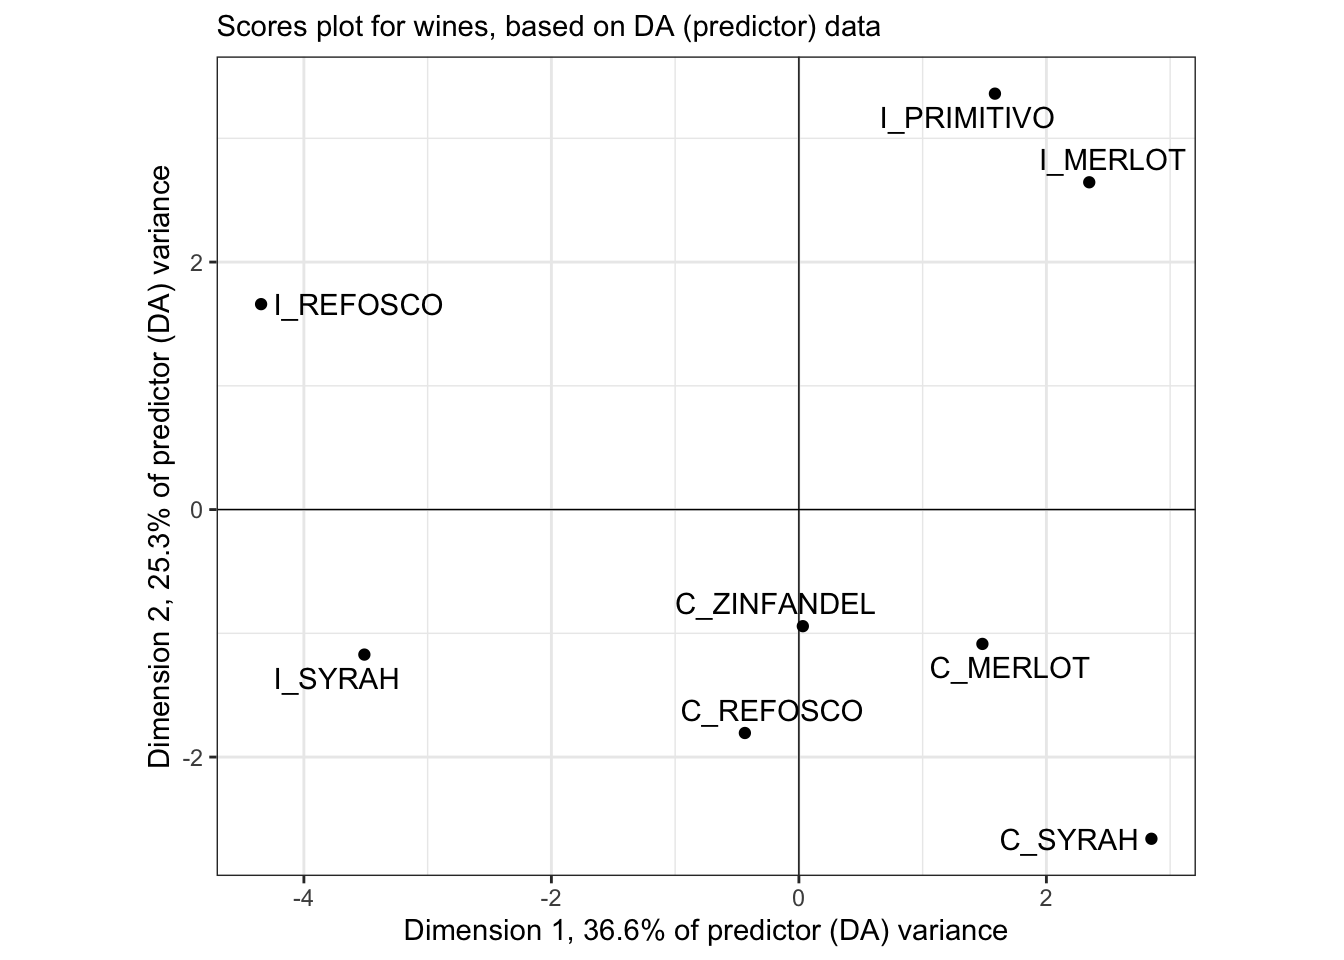 Scores plot for wines, based on DA (predictor) data
Dimension 2, 25.3% of predictor (DA) variance
2
0
-2
I_PRIMITIVO
I_MERLOT
I_REFOSCO
C_ZINFANDEL
C_MERLOT
I_SYRAH
C_REFOSCO
C_SYRAH
-4
-2
0
2
Dimension 1, 36.6% of predictor (DA) variance